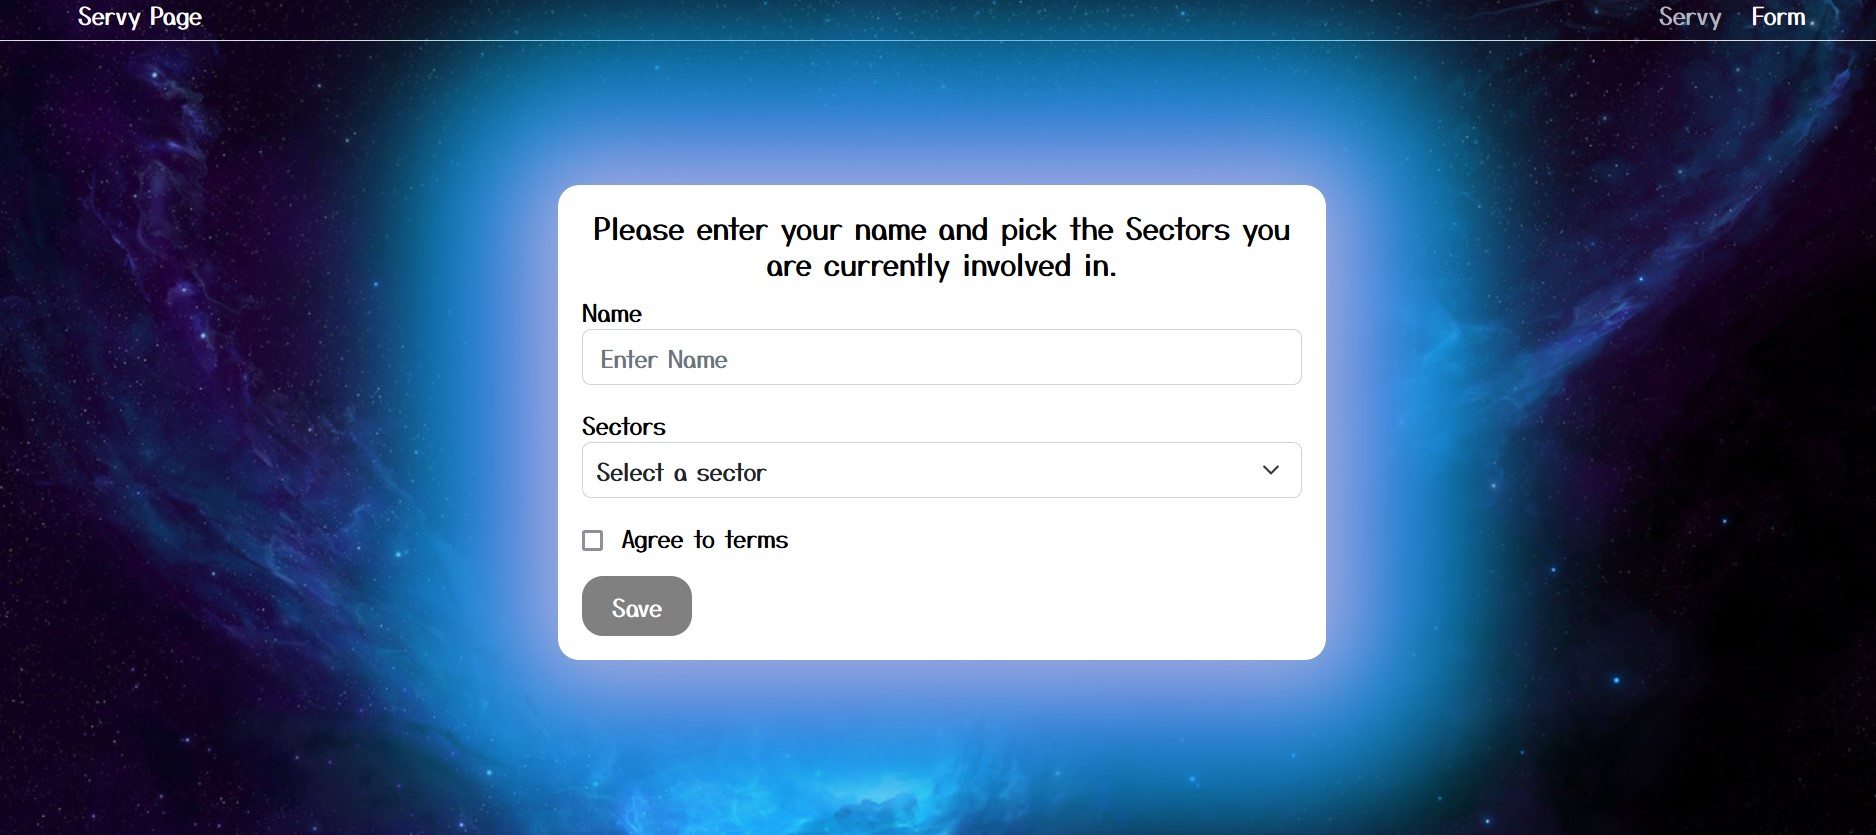 Servy Page
Servy Form
Please enter your name and pick the Sectors you
are currently involved in.
Name
Enter Name
Sectors
Select a sector
Agree to terms
Save